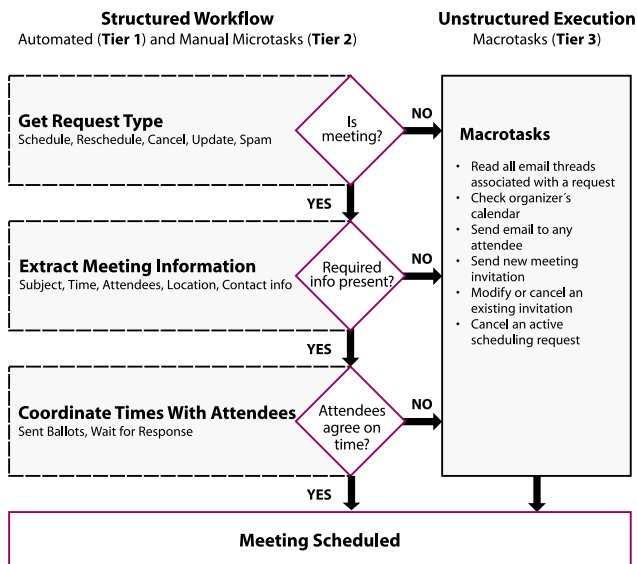 Structured Workflow
Automated (Tier 1) and Manual Microtasks (Tier 2)
Unstructured Execution
Macrotasks (Tier 3)
Get Request Type
Schedule, Reschedule, Cancel, Update, Spam
Is
meeting?
NO
YES
Extract Meeting Information
Subject, Time, Attendees, Location, Contact info
Required
info present?
NO
YES
Coordinate Times With Attendees
Sent Ballots, Wait for Response
Attendees
agree on
time?
NO
YES
Macrotasks
• Read all email threads
associated with a request
• Check organizer´s
calendar
• Send email to any
attendee
• Send new meeting
invitation
• Modify or cancel an
existing invitation
• Cancel an active
scheduling request
Meeting Scheduled